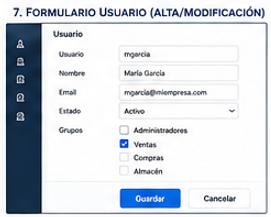 7. FORMULARIO USUARIO (ALTA/MODIFICACIÓN)
Usuario
Usuario mgarcia
Nombre María García
Email mgarcia@miempresa.com
Estado Activo
Grupos Administradores
Ventas
Compras
Almacén
Guardar Cancelar